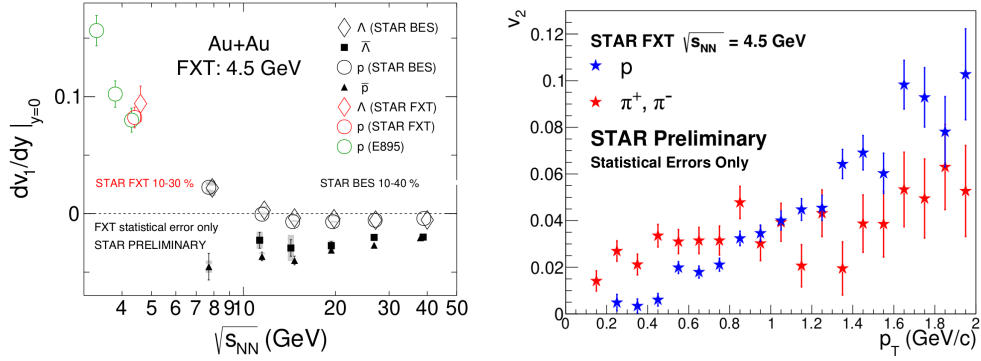 Au+Au
FXT: 4.5 GeV
Λ (STAR BES)
Λ̅
p (STAR BES)
p̅
Λ (STAR FXT)
p (STAR FXT)
p (E895)
dv₁/dy |y=0
0.1
0
STAR FXT 10-30 %
STAR BES 10-40 %
FXT statistical error only
STAR PRELIMINARY
4 5 6 7 8 9 10 20 30 40 50
√sNN (GeV)
v₂
0.12
0.1
0.08
0.06
0.04
0.02
0
STAR FXT √sNN = 4.5 GeV
p
π⁺, π⁻
STAR Preliminary
Statistical Errors Only
0 0.2 0.4 0.6 0.8 1 1.2 1.4 1.6 1.8 2
pT (GeV/c)